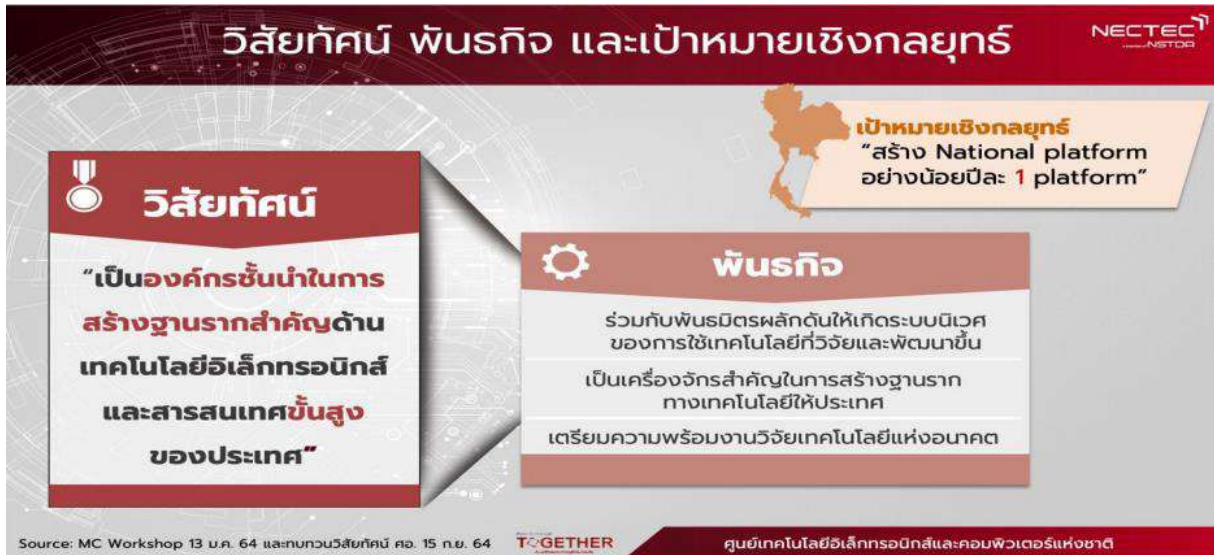 วิสัยทัศน์ พันธกิจ และเป้าหมายเชิงกลยุทธ์
NECTEC
NSTDA
เป้าหมายเชิงกลยุทธ์
“สร้าง National platform
อย่างน้อยปีละ 1 platform”
วิสัยทัศน์
“เป็นองค์กรชั้นนำในการ
สร้างฐานรากสำคัญด้าน
เทคโนโลยีอิเล็กทรอนิกส์
และสารสนเทศขั้นสูง
ของประเทศ”
พันธกิจ
ร่วมกับพันธมิตรผลักดันให้เกิดระบบนิเวศ
ของการใช้เทคโนโลยีที่วิจัยและพัฒนาขึ้น
เป็นเครื่องจักรสำคัญในการสร้างฐานราก
ทางเทคโนโลยีให้ประเทศ
เตรียมความพร้อมงานวิจัยเทคโนโลยีแห่งอนาคต
Source: MC Workshop 13 ม.ค. 64 และทบทวนวิสัยทัศน์ ศอ. 15 ก.ย. 64
TOGETHER
ศูนย์เทคโนโลยีอิเล็กทรอนิกส์และคอมพิวเตอร์แห่งชาติ